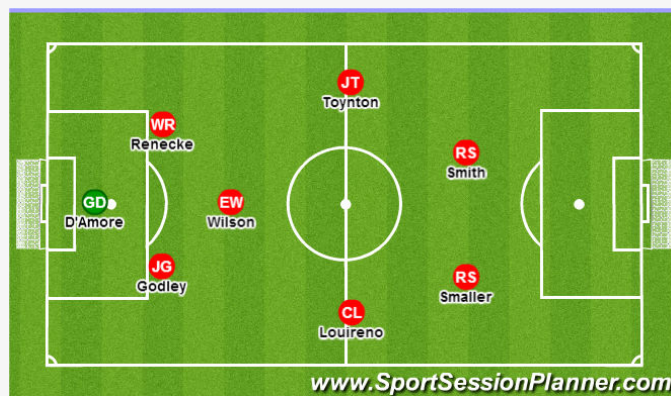 JT
Toynton
WR
Renecke
RS
Smith
GD
D'Amore
EW
Wilson
JG
Godley
RS
Smaller
CL
Louireno
www.SportSessionPlanner.com